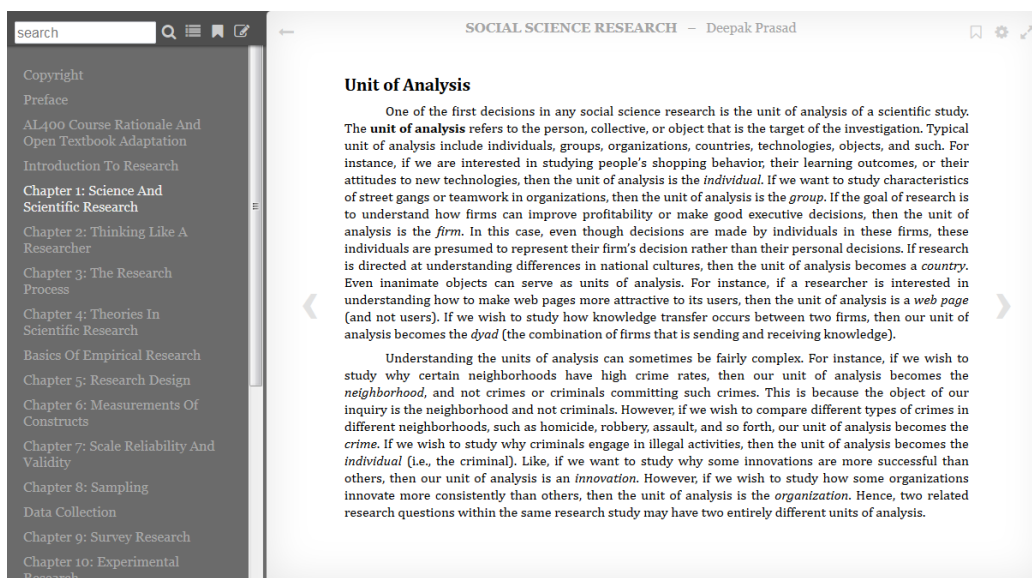 search
SOCIAL SCIENCE RESEARCH – Deepak Prasad
Copyright
Preface
AL400 Course Rationale And
Open Textbook Adaptation
Introduction To Research
Chapter 1: Science And
Scientific Research
Chapter 2: Thinking Like A
Researcher
Chapter 3: The Research
Process
Chapter 4: Theories In
Scientific Research
Basics Of Empirical Research
Chapter 5: Research Design
Chapter 6: Measurements Of
Constructs
Chapter 7: Scale Reliability And
Validity
Chapter 8: Sampling
Data Collection
Chapter 9: Survey Research
Chapter 10: Experimental
Research
Unit of Analysis
One of the first decisions in any social science research is the unit of analysis of a scientific study.
The unit of analysis refers to the person, collective, or object that is the target of the investigation. Typical
unit of analysis include individuals, groups, organizations, countries, technologies, objects, and such. For
instance, if we are interested in studying people's shopping behavior, their learning outcomes, or their
attitudes to new technologies, then the unit of analysis is the individual. If we want to study characteristics
of street gangs or teamwork in organizations, then the unit of analysis is the group. If the goal of research is
to understand how firms can improve profitability or make good executive decisions, then the unit of
analysis is the firm. In this case, even though decisions are made by individuals in these firms, these
individuals are presumed to represent their firm's decision rather than their personal decisions. If research
is directed at understanding differences in national cultures, then the unit of analysis becomes a country.
Even inanimate objects can serve as units of analysis. For instance, if a researcher is interested in
understanding how to make web pages more attractive to its users, then the unit of analysis is a web page
(and not users). If we wish to study how knowledge transfer occurs between two firms, then our unit of
analysis becomes the dyad (the combination of firms that is sending and receiving knowledge).
Understanding the units of analysis can sometimes be fairly complex. For instance, if we wish to
study why certain neighborhoods have high crime rates, then our unit of analysis becomes the
neighborhood, and not crimes or criminals committing such crimes. This is because the object of our
inquiry is the neighborhood and not criminals. However, if we wish to compare different types of crimes in
different neighborhoods, such as homicide, robbery, assault, and so forth, our unit of analysis becomes the
crime. If we wish to study why criminals engage in illegal activities, then the unit of analysis becomes the
individual (i.e., the criminal). Like, if we want to study why some innovations are more successful than
others, then our unit of analysis is an innovation. However, if we wish to study how some organizations
innovate more consistently than others, then the unit of analysis is the organization. Hence, two related
research questions within the same research study may have two entirely different units of analysis.